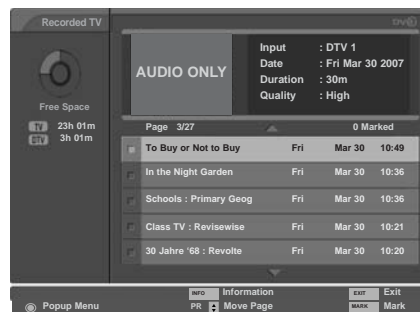 Recorded TV
Free Space
TV 23h 01m
DTV 3h 01m
AUDIO ONLY
Input : DTV 1
Date : Fri Mar 30 2007
Duration : 30m
Quality : High
Page 3/27 0 Marked
To Buy or Not to Buy Fri Mar 30 10:49
In the Night Garden Fri Mar 30 10:36
Schools : Primary Geog Fri Mar 30 10:36
Class TV : Revisewise Fri Mar 30 10:21
30 Jahre '68 : Revolte Fri Mar 30 10:20
INFO Information EXIT Exit
Popup Menu PR Move Page MARK Mark